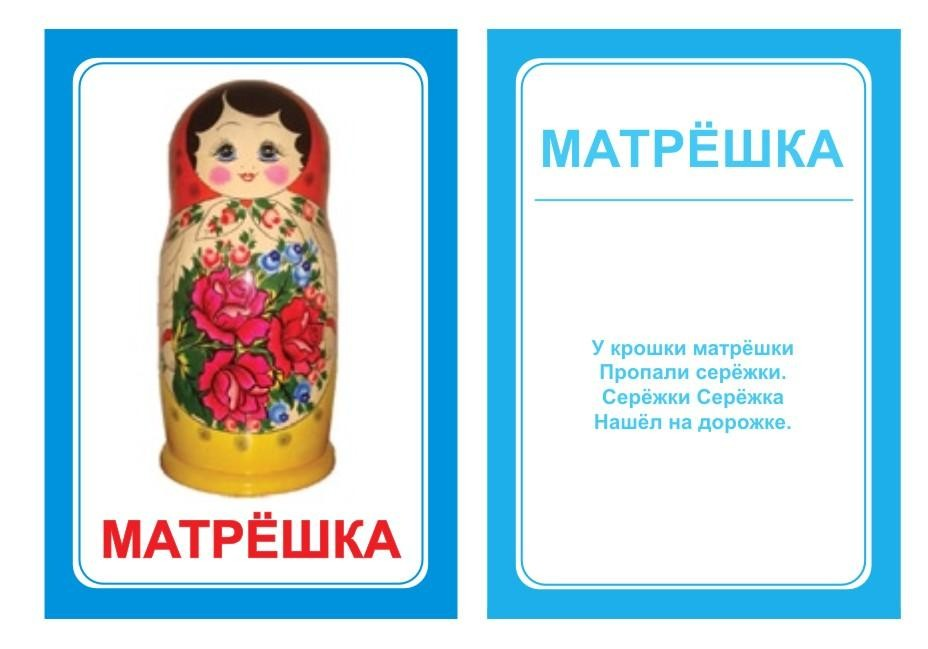 МАТРЁШКА
МАТРЁШКА
У крошки матрёшки
Пропали серёжки.
Серёжки Серёжка
Нашёл на дорожке.